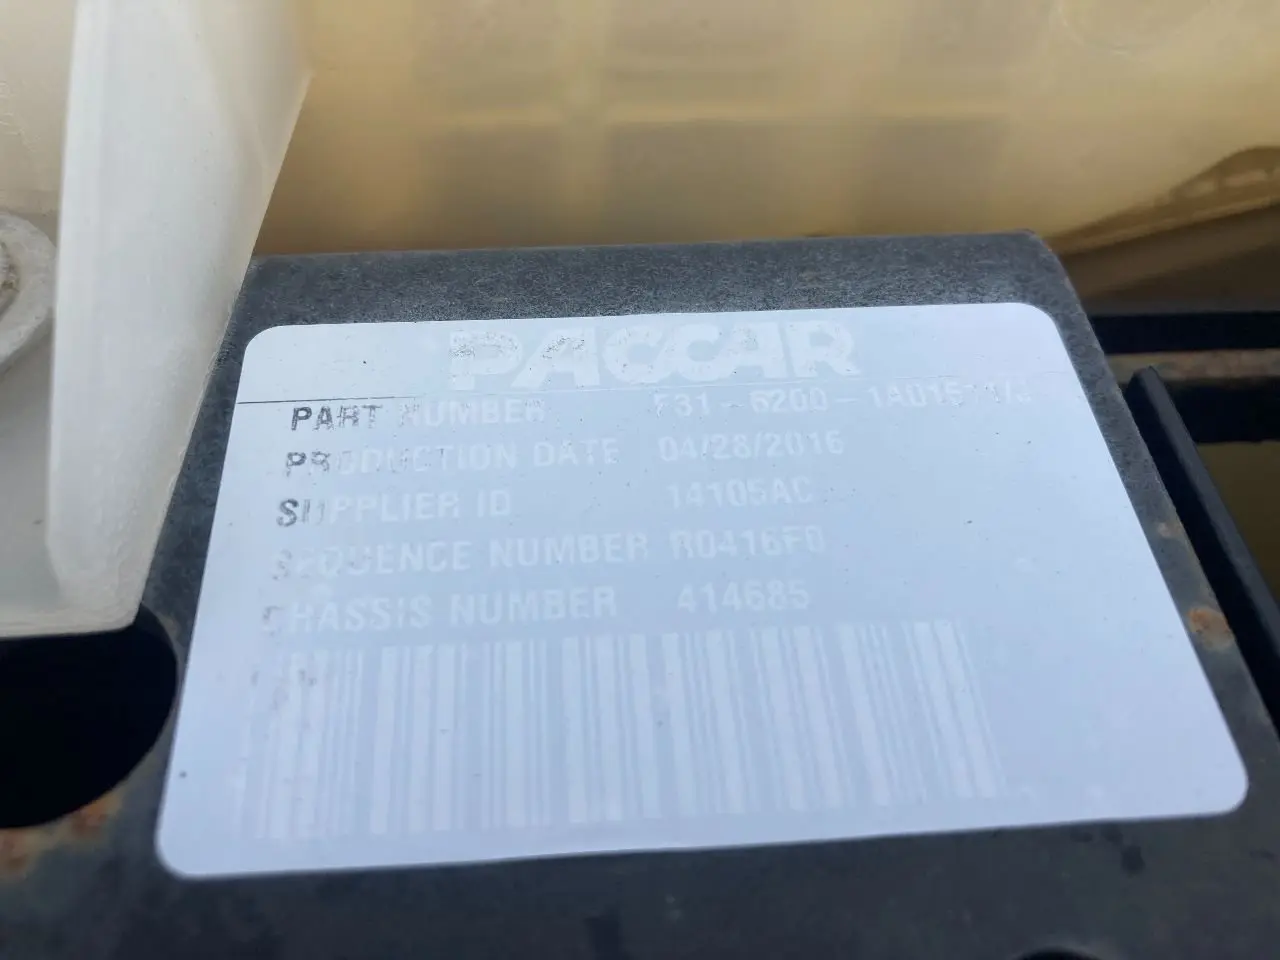 PACCAR
PART NUMBER
PRODUCTION DATE 04/28/2016
SUPPLIER ID 14105AC
SEQUENCE NUMBER R0416F0
CHASSIS NUMBER 414685